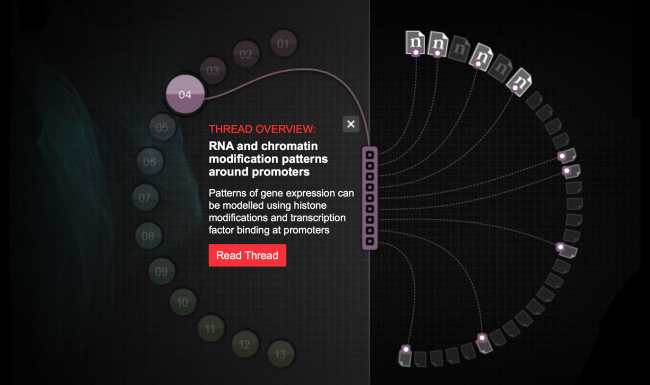 01
02
03
04
05
06
07
08
09
10
11
12
13
THREAD OVERVIEW:
RNA and chromatin
modification patterns
around promoters
Patterns of gene expression can
be modelled using histone
modifications and transcription
factor binding at promoters
Read Thread
n
n
n
n